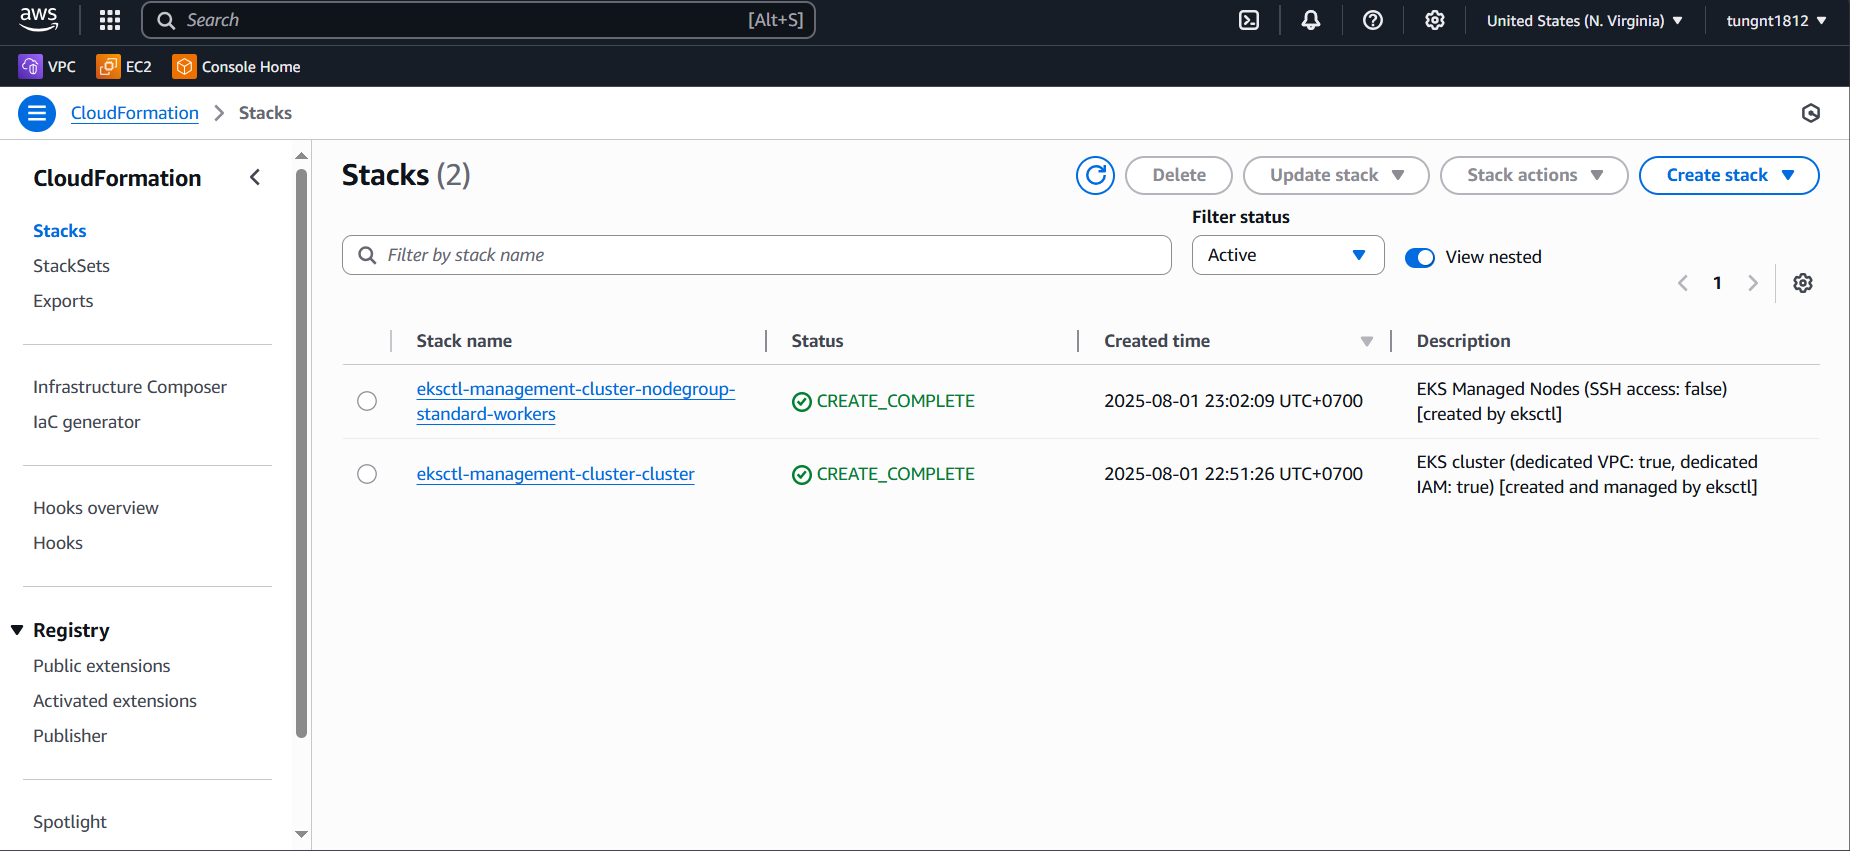 aws
Search [Alt+S]
United States (N. Virginia)
tungnt1812
VPC
EC2
Console Home
CloudFormation
Stacks
CloudFormation
Stacks
StackSets
Exports
Infrastructure Composer
IaC generator
Hooks overview
Hooks
Registry
Public extensions
Activated extensions
Publisher
Spotlight
Stacks (2)
Delete
Update stack
Stack actions
Create stack
Filter status
Filter by stack name
Active
View nested
1
Stack name
Status
Created time
Description
eksctl-management-cluster-nodegroup-
standard-workers
CREATE_COMPLETE
2025-08-01 23:02:09 UTC+0700
EKS Managed Nodes (SSH access: false)
[created by eksctl]
eksctl-management-cluster-cluster
CREATE_COMPLETE
2025-08-01 22:51:26 UTC+0700
EKS cluster (dedicated VPC: true, dedicated
IAM: true) [created and managed by eksctl]